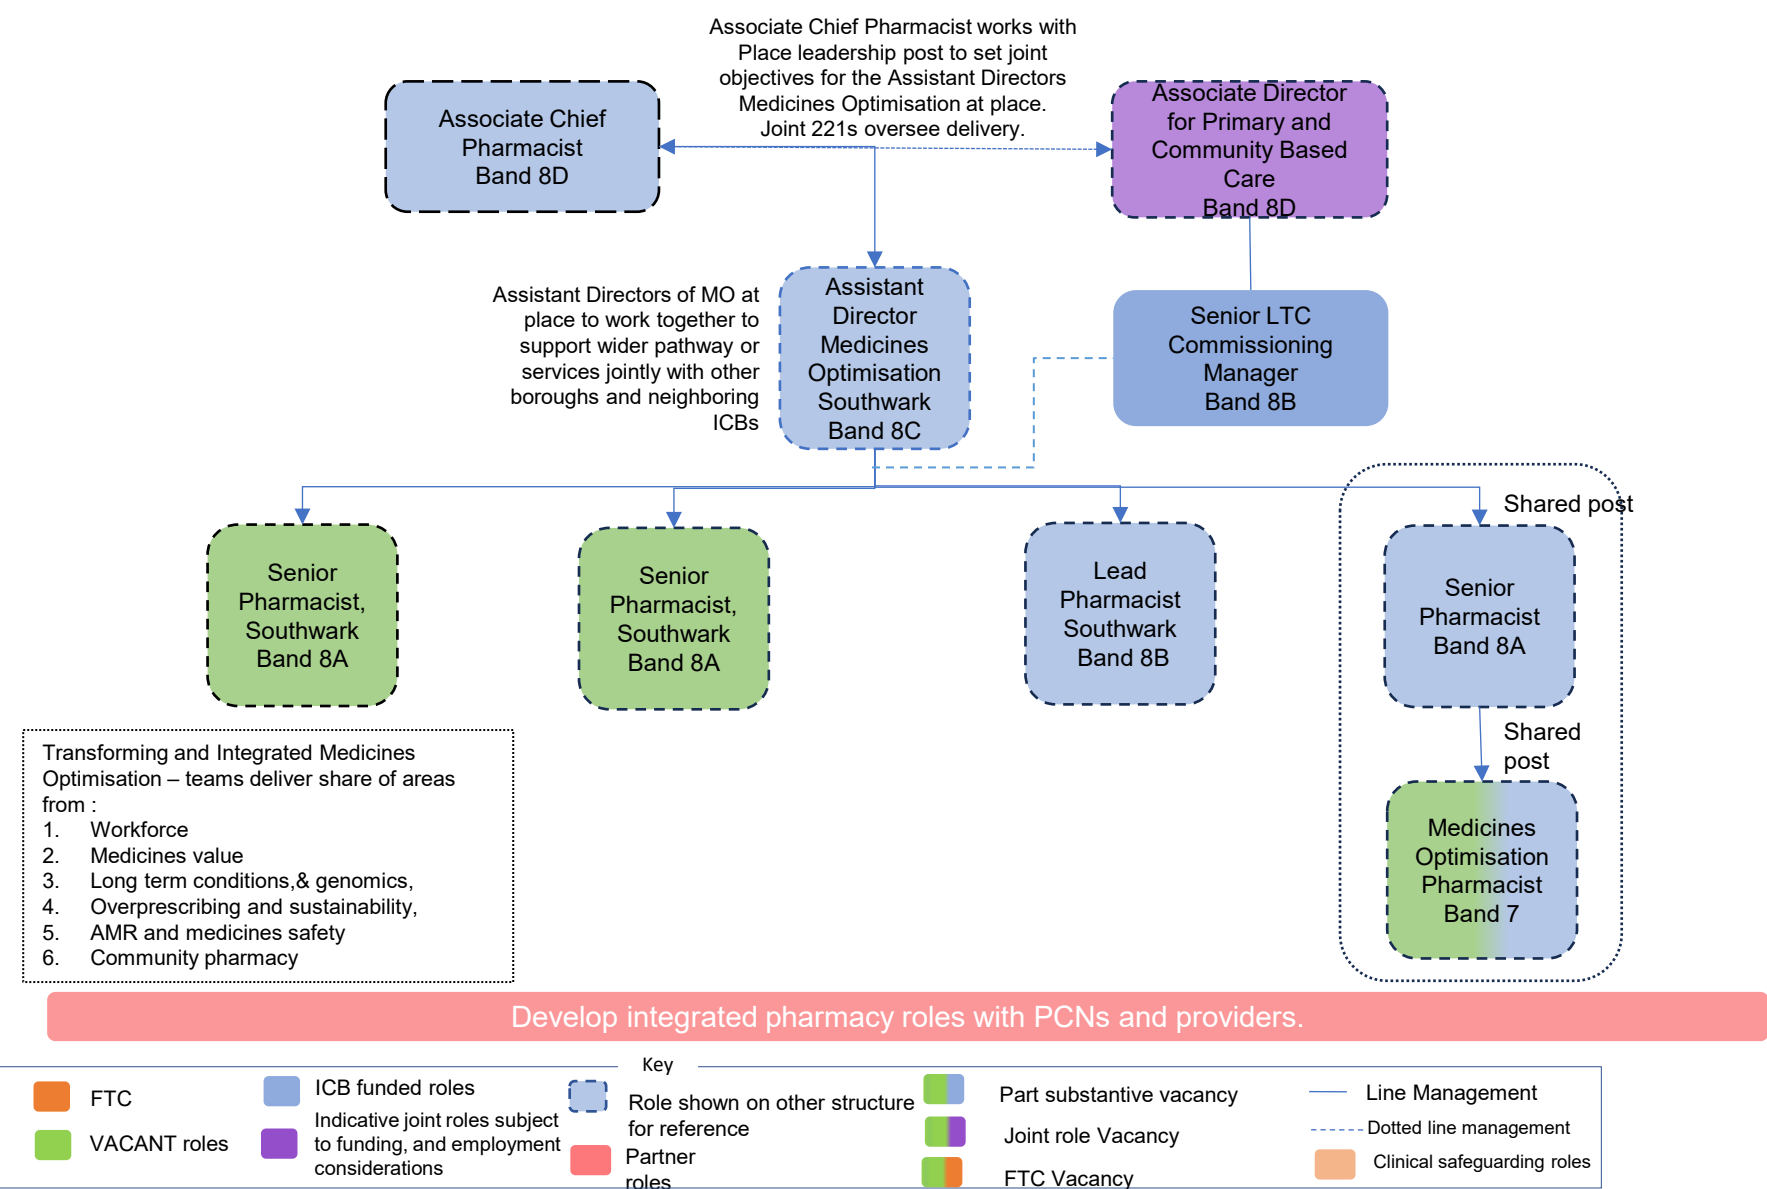 Associate Chief Pharmacist works with
Place leadership post to set joint
objectives for the Assistant Directors
Medicines Optimisation at place.
Joint 221s oversee delivery.
Associate Chief
Pharmacist
Band 8D
Associate Director
for Primary and
Community Based
Care
Band 8D
Assistant Directors of MO at
place to work together to
support wider pathway or
services jointly with other
boroughs and neighboring
ICBs
Assistant
Director
Medicines
Optimisation
Southwark
Band 8C
Senior LTC
Commissioning
Manager
Band 8B
Shared post
Senior
Pharmacist,
Southwark
Band 8A
Senior
Pharmacist,
Southwark
Band 8A
Lead
Pharmacist
Southwark
Band 8B
Senior
Pharmacist
Band 8A
Shared
post
Medicines
Optimisation
Pharmacist
Band 7
Transforming and Integrated Medicines
Optimisation – teams deliver share of areas
from :
1. Workforce
2. Medicines value
3. Long term conditions,& genomics,
4. Overprescribing and sustainability,
5. AMR and medicines safety
6. Community pharmacy
Develop integrated pharmacy roles with PCNs and providers.
Key
FTC
VACANT roles
ICB funded roles
Indicative joint roles subject
to funding, and employment
considerations
Role shown on other structure
for reference
Partner
roles
Part substantive vacancy
Joint role Vacancy
FTC Vacancy
Line Management
Dotted line management
Clinical safeguarding roles